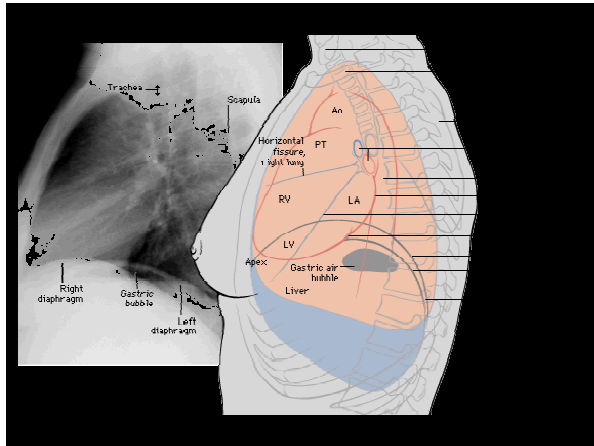 Trachea
Scapula
Right
diaphragm
Gastric
bubble
Left
diaphragm
Ao
PT
Horizontal
fissure,
right lung
RV
LA
LV
Apex
Gastric air
bubble
Liver